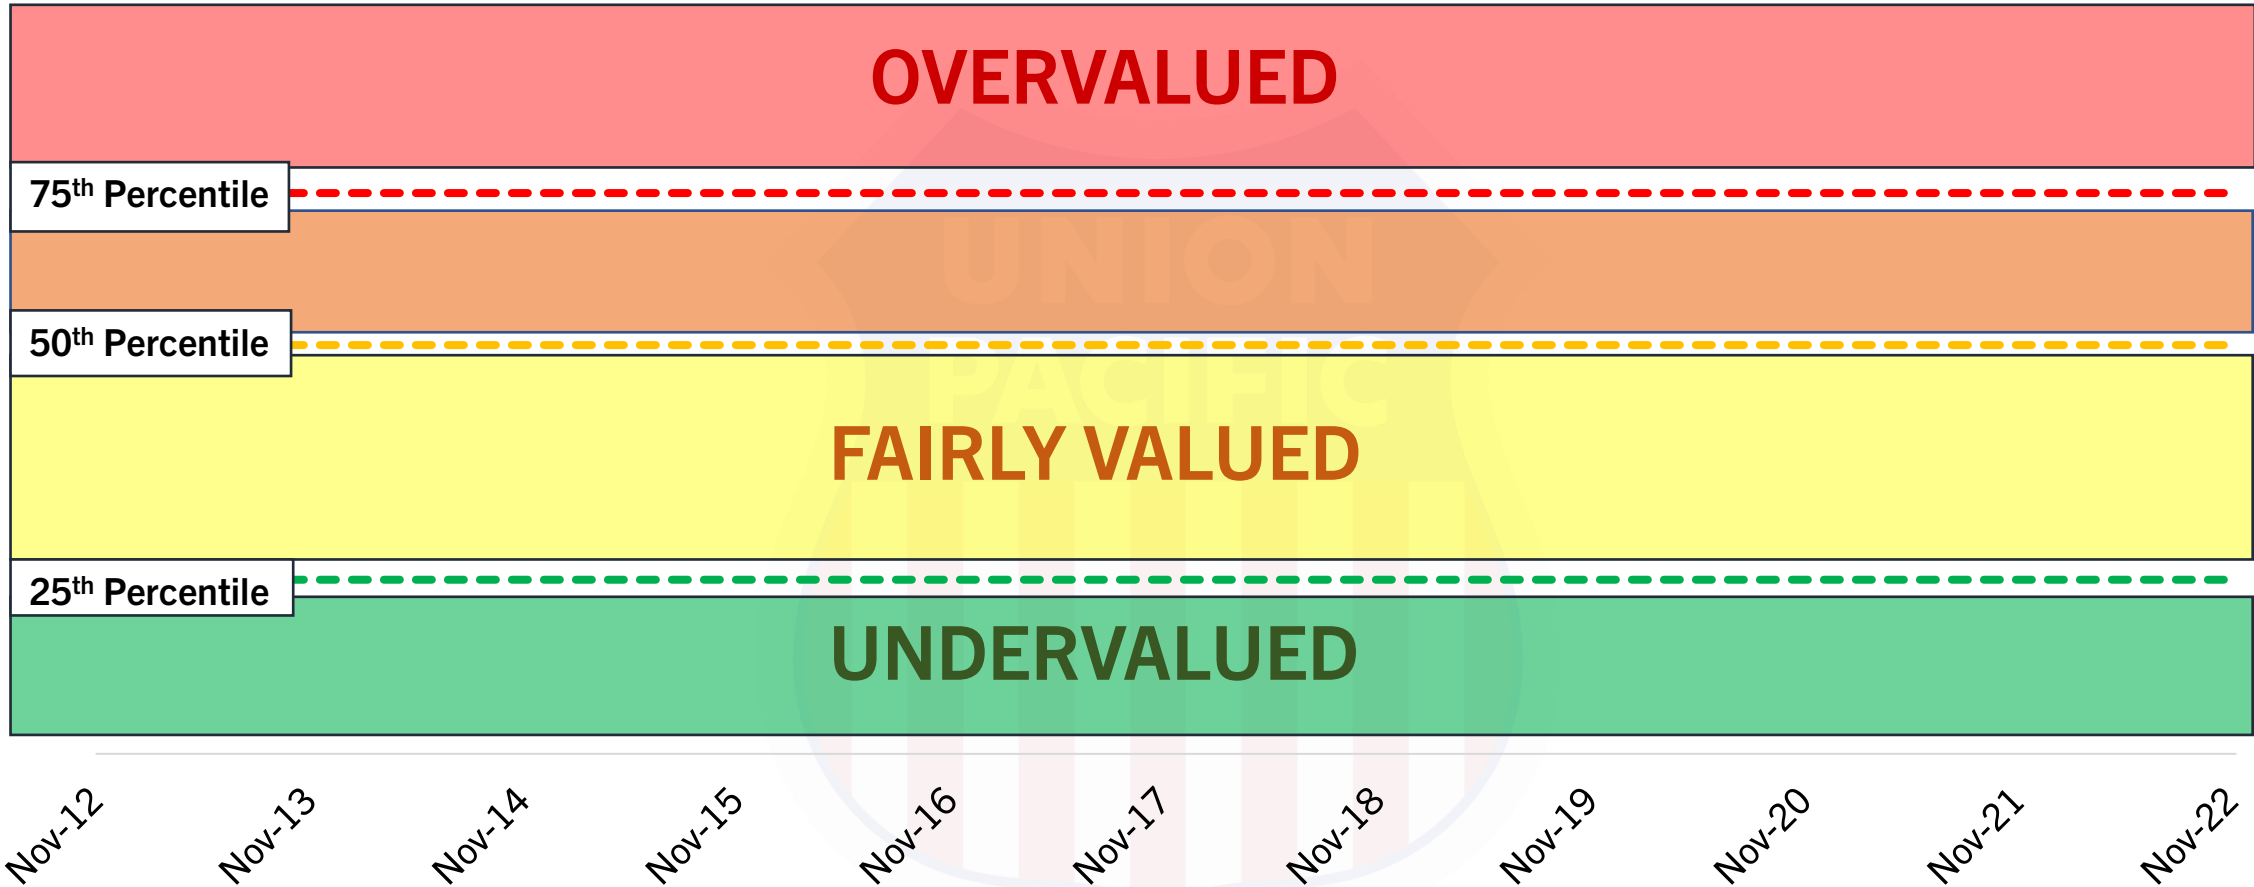 OVERVALUED
75th Percentile
UNION
50th Percentile
PACIFIC
FAIRLY VALUED
25th Percentile
UNDERVALUED
Nov-12
Nov-13
Nov-14
Nov-15
Nov-16
Nov-17
Nov-18
Nov-19
Nov-20
Nov-21
Nov-22